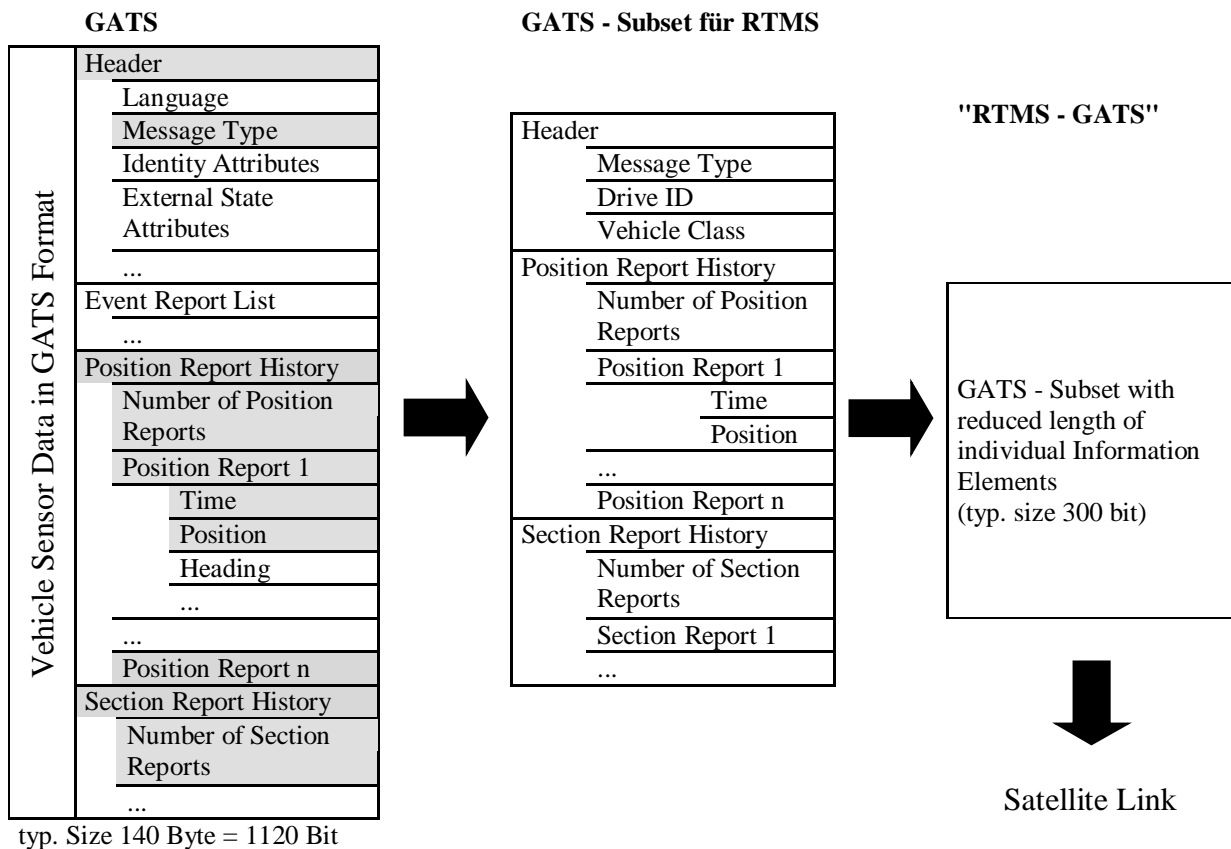 GATS
Vehicle Sensor Data in GATS Format
Header
Language
Message Type
Identity Attributes
External State
Attributes
...
Event Report List
...
Position Report History
Number of Position
Reports
Position Report 1
Time
Position
Heading
...
...
Position Report n
Section Report History
Number of Section
Reports
...
typ. Size 140 Byte = 1120 Bit
GATS - Subset für RTMS
Header
Message Type
Drive ID
Vehicle Class
Position Report History
Number of Position
Reports
Position Report 1
Time
Position
...
Position Report n
Section Report History
Number of Section
Reports
Section Report 1
...
"RTMS - GATS"
GATS - Subset with
reduced length of
individual Information
Elements
(typ. size 300 bit)
Satellite Link